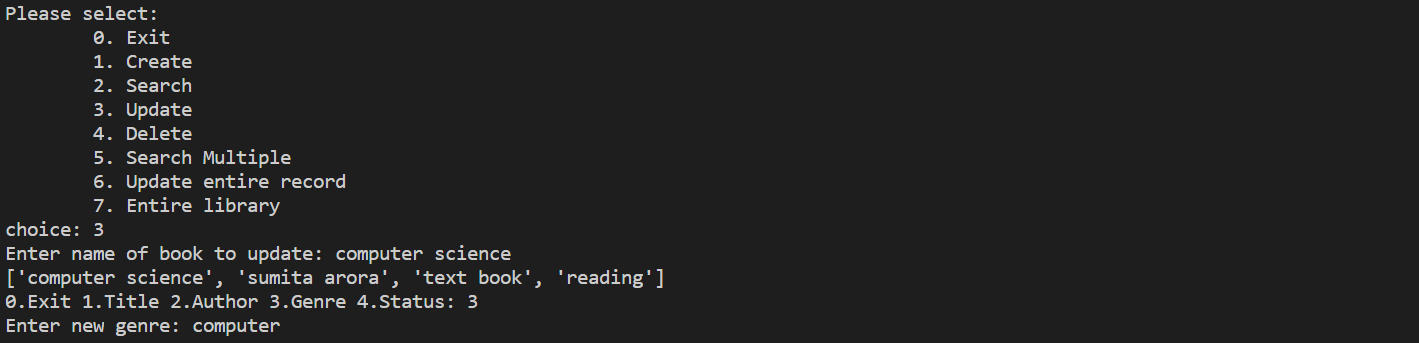 Please select:
0. Exit
1. Create
2. Search
3. Update
4. Delete
5. Search Multiple
6. Update entire record
7. Entire library
choice: 3
Enter name of book to update: computer science
['computer science', 'sumita arora', 'text book', 'reading']
0.Exit 1.Title 2.Author 3.Genre 4.Status: 3
Enter new genre: computer